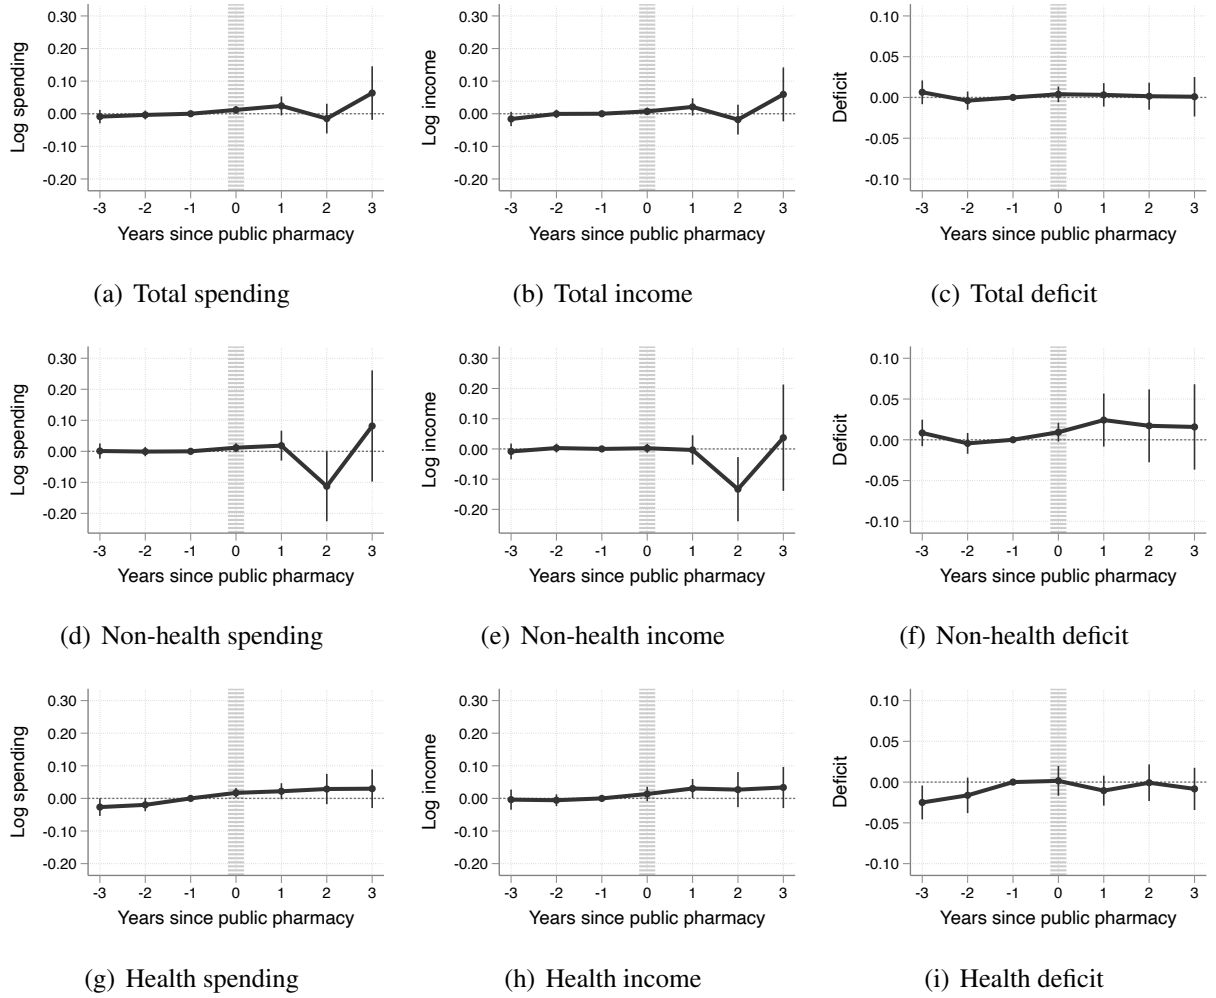 Log spending
0.30
0.20
0.10
0.00
-0.10
-0.20
-3 -2 -1 0 1 2 3
Years since public pharmacy
(a) Total spending
Log income
0.30
0.20
0.10
0.00
-0.10
-0.20
-3 -2 -1 0 1 2 3
Years since public pharmacy
(b) Total income
Deficit
0.10
0.05
0.00
-0.05
-0.10
-3 -2 -1 0 1 2 3
Years since public pharmacy
(c) Total deficit
Log spending
0.30
0.20
0.10
0.00
-0.10
-0.20
-3 -2 -1 0 1 2 3
Years since public pharmacy
(d) Non-health spending
Log income
0.30
0.20
0.10
0.00
-0.10
-0.20
-3 -2 -1 0 1 2 3
Years since public pharmacy
(e) Non-health income
Deficit
0.10
0.05
0.00
-0.05
-0.10
-3 -2 -1 0 1 2 3
Years since public pharmacy
(f) Non-health deficit
Log spending
0.30
0.20
0.10
0.00
-0.10
-0.20
-3 -2 -1 0 1 2 3
Years since public pharmacy
(g) Health spending
Log income
0.30
0.20
0.10
0.00
-0.10
-0.20
-3 -2 -1 0 1 2 3
Years since public pharmacy
(h) Health income
Deficit
0.10
0.05
0.00
-0.05
-0.10
-3 -2 -1 0 1 2 3
Years since public pharmacy
(i) Health deficit